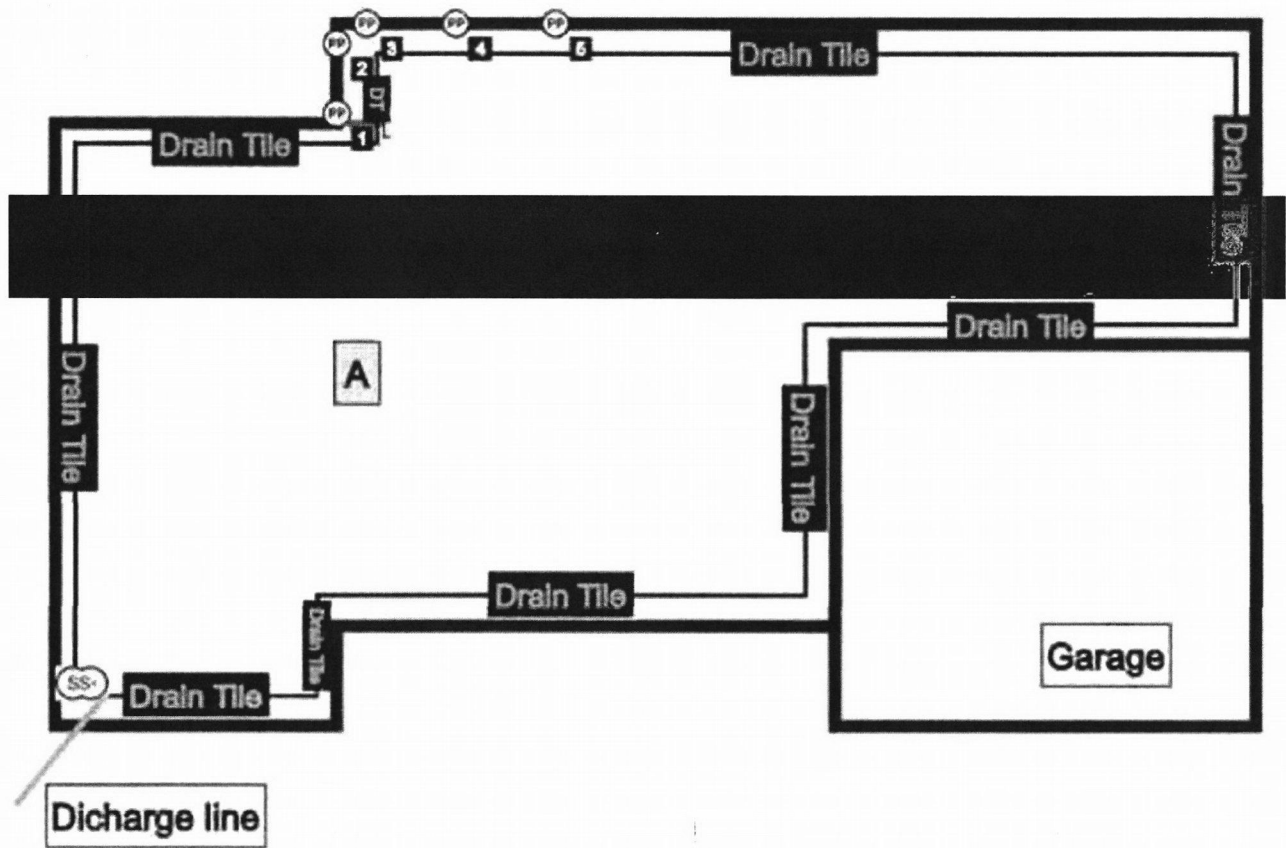 PP PP PP
PP 3 4 5 Drain Tile
2
DT
PP
Drain Tile 1
Drain Tile
Drain Tile
A
Drain Tile
Drain Tile
Drain Tile
Drain Tile
Garage
SS
Drain Tile
Dicharge line